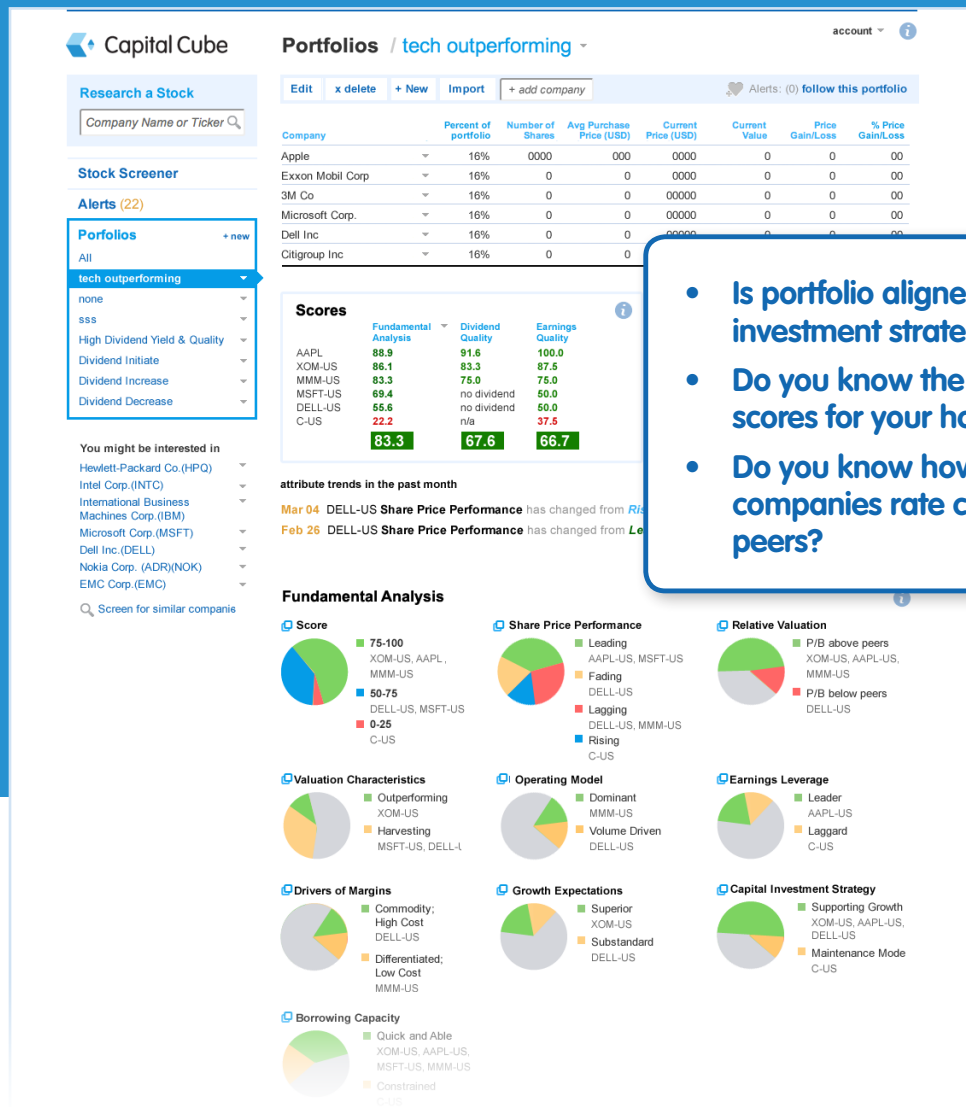 Capital Cube
Portfolios / tech outperforming
account
i
Research a Stock
Company Name or Ticker
Stock Screener
Alerts (22)
Porfolios + new
All
tech outperforming
none
sss
High Dividend Yield & Quality
Dividend Initiate
Dividend Increase
Dividend Decrease
You might be interested in
Hewlett-Packard Co.(HPQ)
Intel Corp.(INTC)
International Business
Machines Corp.(IBM)
Microsoft Corp.(MSFT)
Dell Inc.(DELL)
Nokia Corp. (ADR)(NOK)
EMC Corp.(EMC)
Screen for similar companie
Edit x delete + New Import + add company Alerts: (0) follow this portfolio
Company Percent of portfolio Number of Shares Avg Purchase Price (USD) Current Price (USD) Current Value Price Gain/Loss % Price Gain/Loss
Apple 16% 0000 000 0000 0 0 00
Exxon Mobil Corp 16% 0 0 0000 0 0 00
3M Co 16% 0 0 00000 0 0 00
Microsoft Corp. 16% 0 0 00000 0 0 00
Dell Inc 16% 0 0 00000 0 0 00
Citigroup Inc 16% 0 0
Scores
i
Fundamental Analysis Dividend Quality Earnings Quality
AAPL 88.9 91.6 100.0
XOM-US 86.1 83.3 87.5
MMM-US 83.3 75.0 75.0
MSFT-US 69.4 no dividend 50.0
DELL-US 55.6 no dividend 50.0
C-US 22.2 n/a 37.5
83.3 67.6 66.7
• Is portfolio aligne
investment strate
• Do you know the
scores for your ho
• Do you know how
companies rate c
peers?
attribute trends in the past month
Mar 04 DELL-US Share Price Performance has changed from Ris
Feb 26 DELL-US Share Price Performance has changed from Le
Fundamental Analysis
i
Score
75-100
XOM-US, AAPL ,
MMM-US
50-75
DELL-US, MSFT-US
0-25
C-US
Share Price Performance
Leading
AAPL-US, MSFT-US
Fading
DELL-US
Lagging
DELL-US, MMM-US
Rising
C-US
Relative Valuation
P/B above peers
XOM-US, AAPL-US,
MMM-US
P/B below peers
DELL-US
Valuation Characteristics
Outperforming
XOM-US
Harvesting
MSFT-US, DELL-
Operating Model
Dominant
MMM-US
Volume Driven
DELL-US
Earnings Leverage
Leader
AAPL-US
Laggard
C-US
Drivers of Margins
Commodity;
High Cost
DELL-US
Differentiated;
Low Cost
MMM-US
Growth Expectations
Superior
XOM-US
Substandard
DELL-US
Capital Investment Strategy
Supporting Growth
XOM-US, AAPL-US,
DELL-US
Maintenance Mode
C-US
Borrowing Capacity
Quick and Able
XOM-US, AAPL-US,
MSFT-US, MMM-US
Constrained
C-US